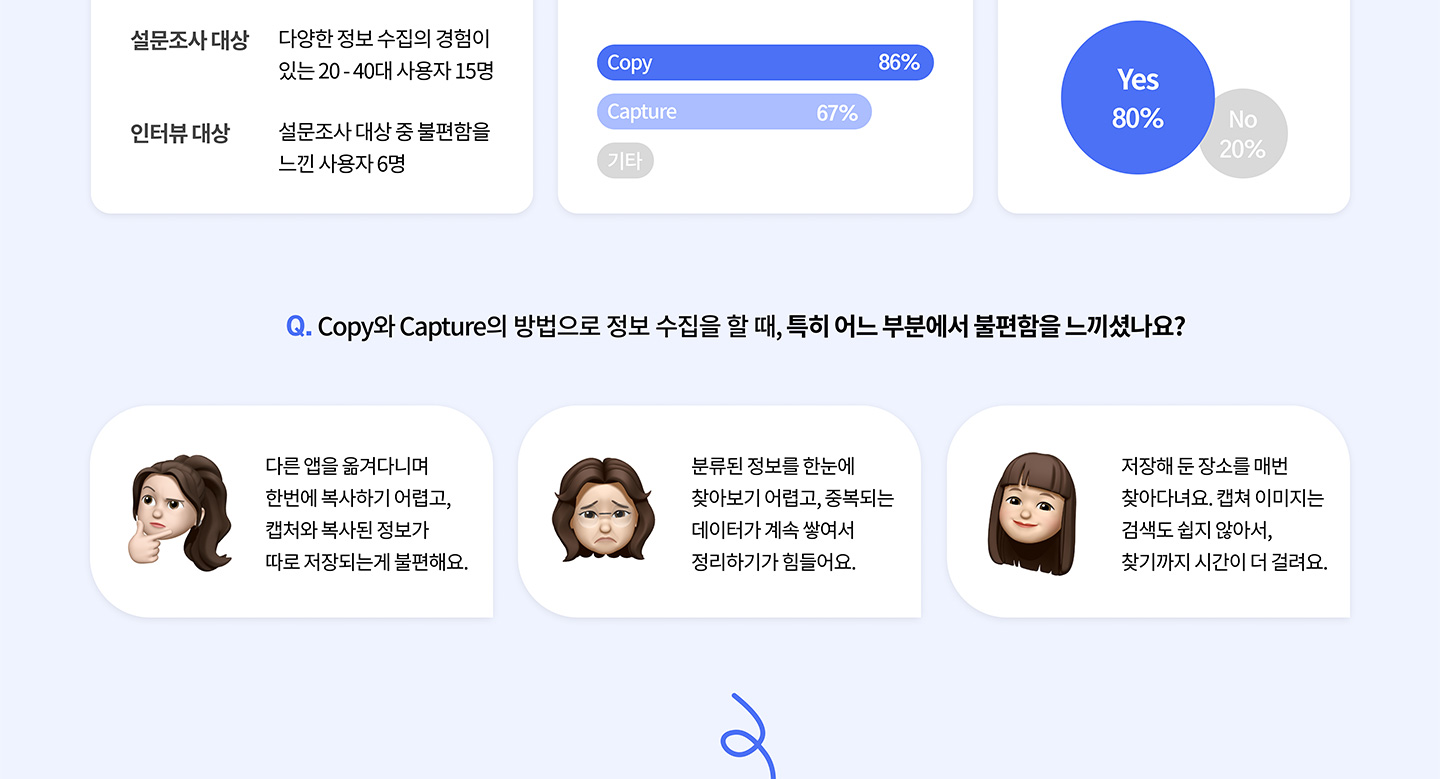 설문조사 대상
다양한 정보 수집의 경험이
있는 20 - 40대 사용자 15명
인터뷰 대상
설문조사 대상 중 불편함을
느낀 사용자 6명
Copy 86%
Capture 67%
기타
Yes
80%
No
20%
Q. Copy와 Capture의 방법으로 정보 수집을 할 때, 특히 어느 부분에서 불편함을 느끼셨나요?
다른 앱을 옮겨다니며
한번에 복사하기 어렵고,
캡처와 복사된 정보가
따로 저장되는게 불편해요.
분류된 정보를 한눈에
찾아보기 어렵고, 중복되는
데이터가 계속 쌓여서
정리하기가 힘들어요.
저장해 둔 장소를 매번
찾아다녀요. 캡쳐 이미지는
검색도 쉽지 않아서,
찾기까지 시간이 더 걸려요.